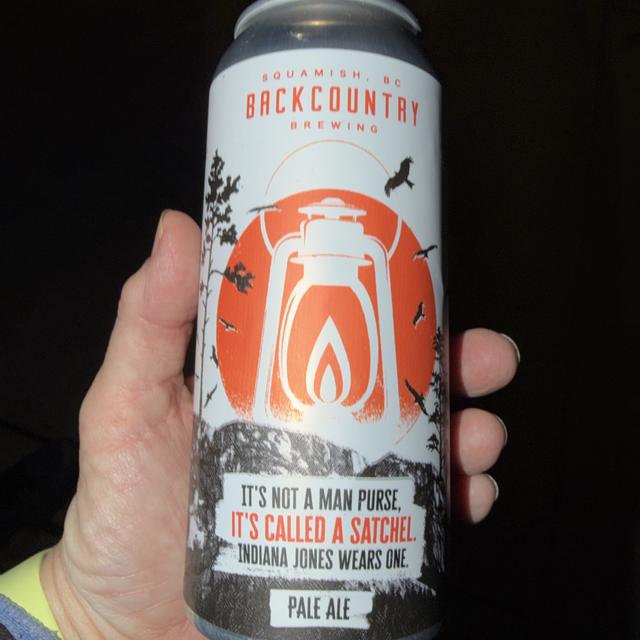 SQUAMISH, BC
BACKCOUNTRY
BREWING
IT'S NOT A MAN PURSE,
IT'S CALLED A SATCHEL.
INDIANA JONES WEARS ONE.
PALE ALE